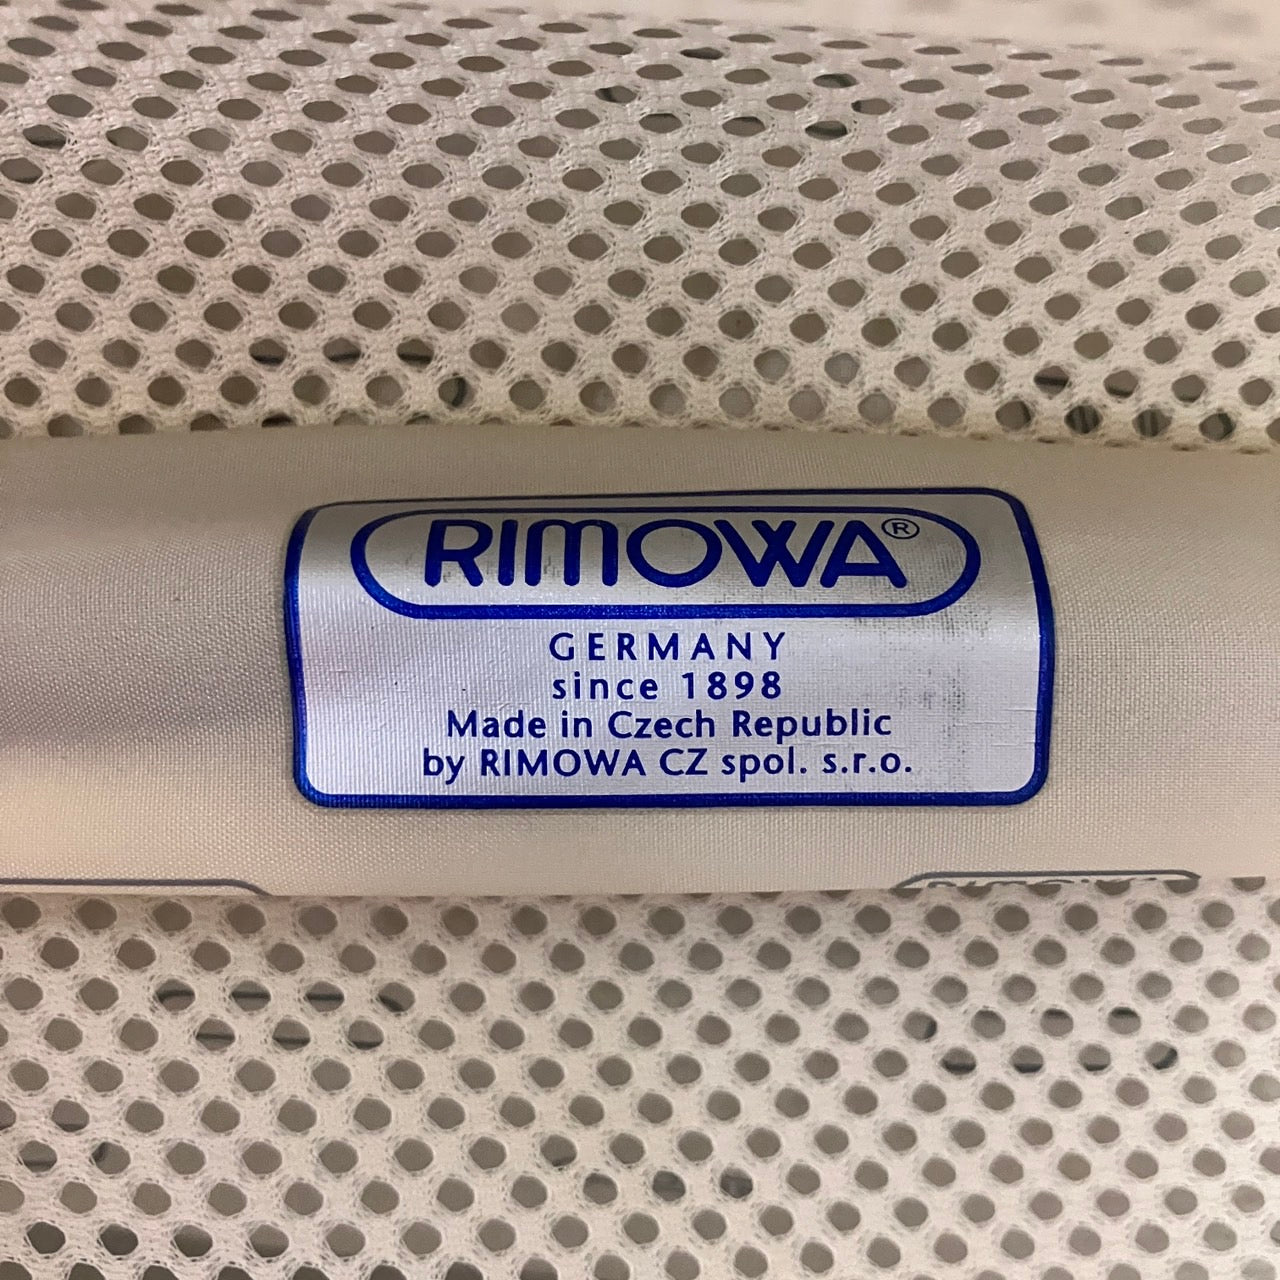 RIMOWA®
GERMANY
since 1898
Made in Czech Republic
by RIMOWA CZ spol. s.r.o.